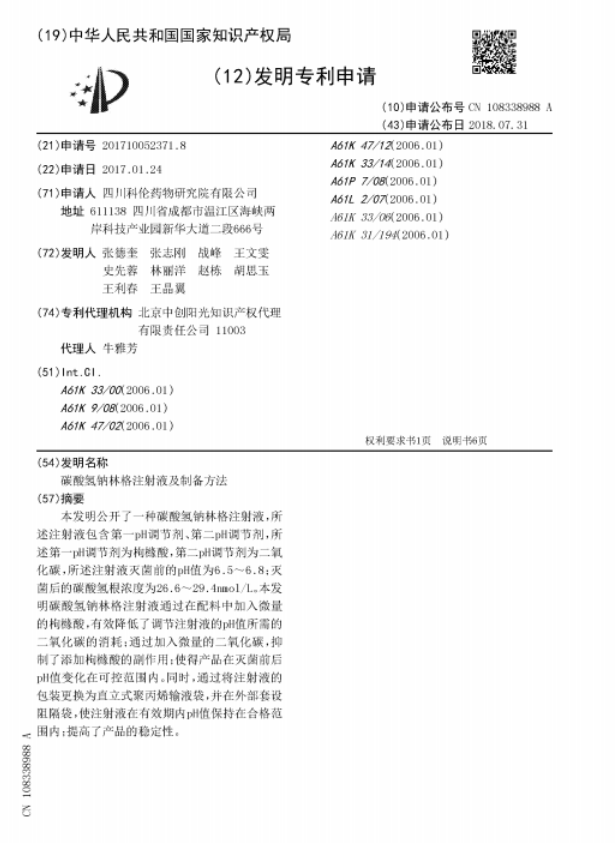 (19)中华人民共和国国家知识产权局
(12)发明专利申请
(10)申请公布号 CN 108338988 A
(43)申请公布日 2018.07.31
(21)申请号 201710052371.8
(22)申请日 2017.01.24
(71)申请人 四川科伦药物研究院有限公司
地址 611138 四川省成都市温江区海峡两
岸科技产业园新华大道二段666号
(72)发明人 张德奎 张志刚 战峰 王文雯
史先蓉 林丽洋 赵栋 胡思玉
王利春 王晶翼
(74)专利代理机构 北京中创阳光知识产权代理
有限责任公司 11003
代理人 牛雅芳
(51)Int.Cl.
A61K 33/00(2006.01)
A61K 9/08(2006.01)
A61K 47/02(2006.01)
A61K 47/12(2006.01)
A61K 33/14(2006.01)
A61P 7/08(2006.01)
A61L 2/07(2006.01)
A61K 33/06(2006.01)
A61K 31/194(2006.01)
权利要求书1页 说明书6页
(54)发明名称
碳酸氢钠林格注射液及制备方法
(57)摘要
本发明公开了一种碳酸氢钠林格注射液,所
述注射液包含第一pH调节剂、第二pH调节剂,所
述第一pH调节剂为枸橼酸,第二pH调节剂为二氧
化碳,所述注射液灭菌前的pH值为6.5～6.8;灭
菌后的碳酸氢根浓度为26.6～29.4mmol/L。本发
明碳酸氢钠林格注射液通过在配料中加入微量
的枸橼酸,有效降低了调节注射液的pH值所需的
二氧化碳的消耗;通过加入微量的二氧化碳,抑
制了添加枸橼酸的副作用;使得产品在灭菌前后
pH值变化在可控范围内。同时,通过将注射液的
包装更换为直立式聚丙烯输液袋,并在外部套设
阻隔袋,使注射液在有效期内pH值保持在合格范
围内;提高了产品的稳定性。
CN 108338988 A